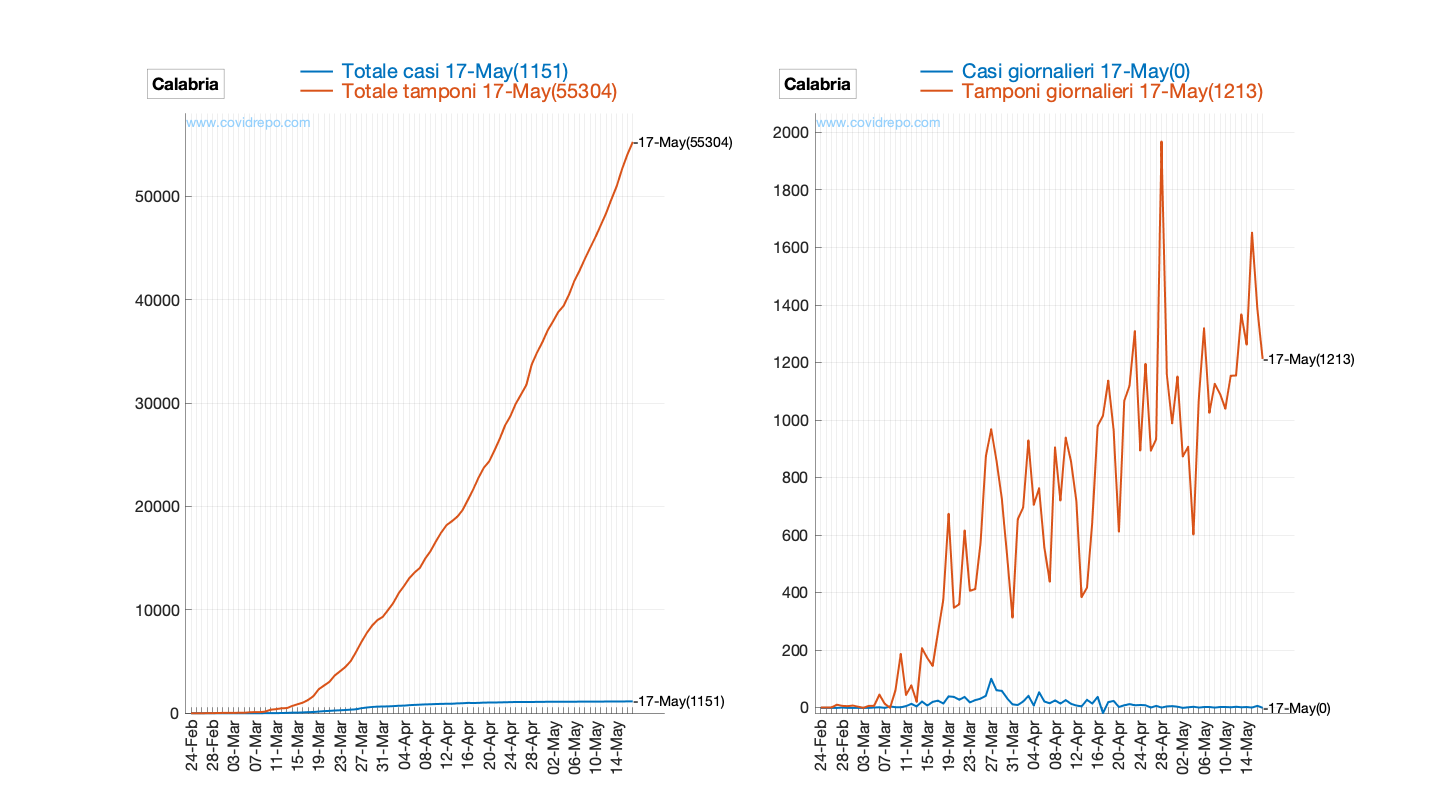 Calabria
Totale casi 17-May(1151)
Totale tamponi 17-May(55304)
www.covidrepo.com
-17-May(55304)
50000
40000
30000
20000
10000
0
-17-May(1151)
24-Feb
28-Feb
03-Mar
07-Mar
11-Mar
15-Mar
19-Mar
23-Mar
27-Mar
31-Mar
04-Apr
08-Apr
12-Apr
16-Apr
20-Apr
24-Apr
28-Apr
02-May
06-May
10-May
14-May
Calabria
Casi giornalieri 17-May(0)
Tamponi giornalieri 17-May(1213)
www.covidrepo.com
2000
1800
1600
1400
1200
1000
800
600
400
200
0
-17-May(1213)
-17-May(0)
24-Feb
28-Feb
03-Mar
07-Mar
11-Mar
15-Mar
19-Mar
23-Mar
27-Mar
31-Mar
04-Apr
08-Apr
12-Apr
16-Apr
20-Apr
24-Apr
28-Apr
02-May
06-May
10-May
14-May